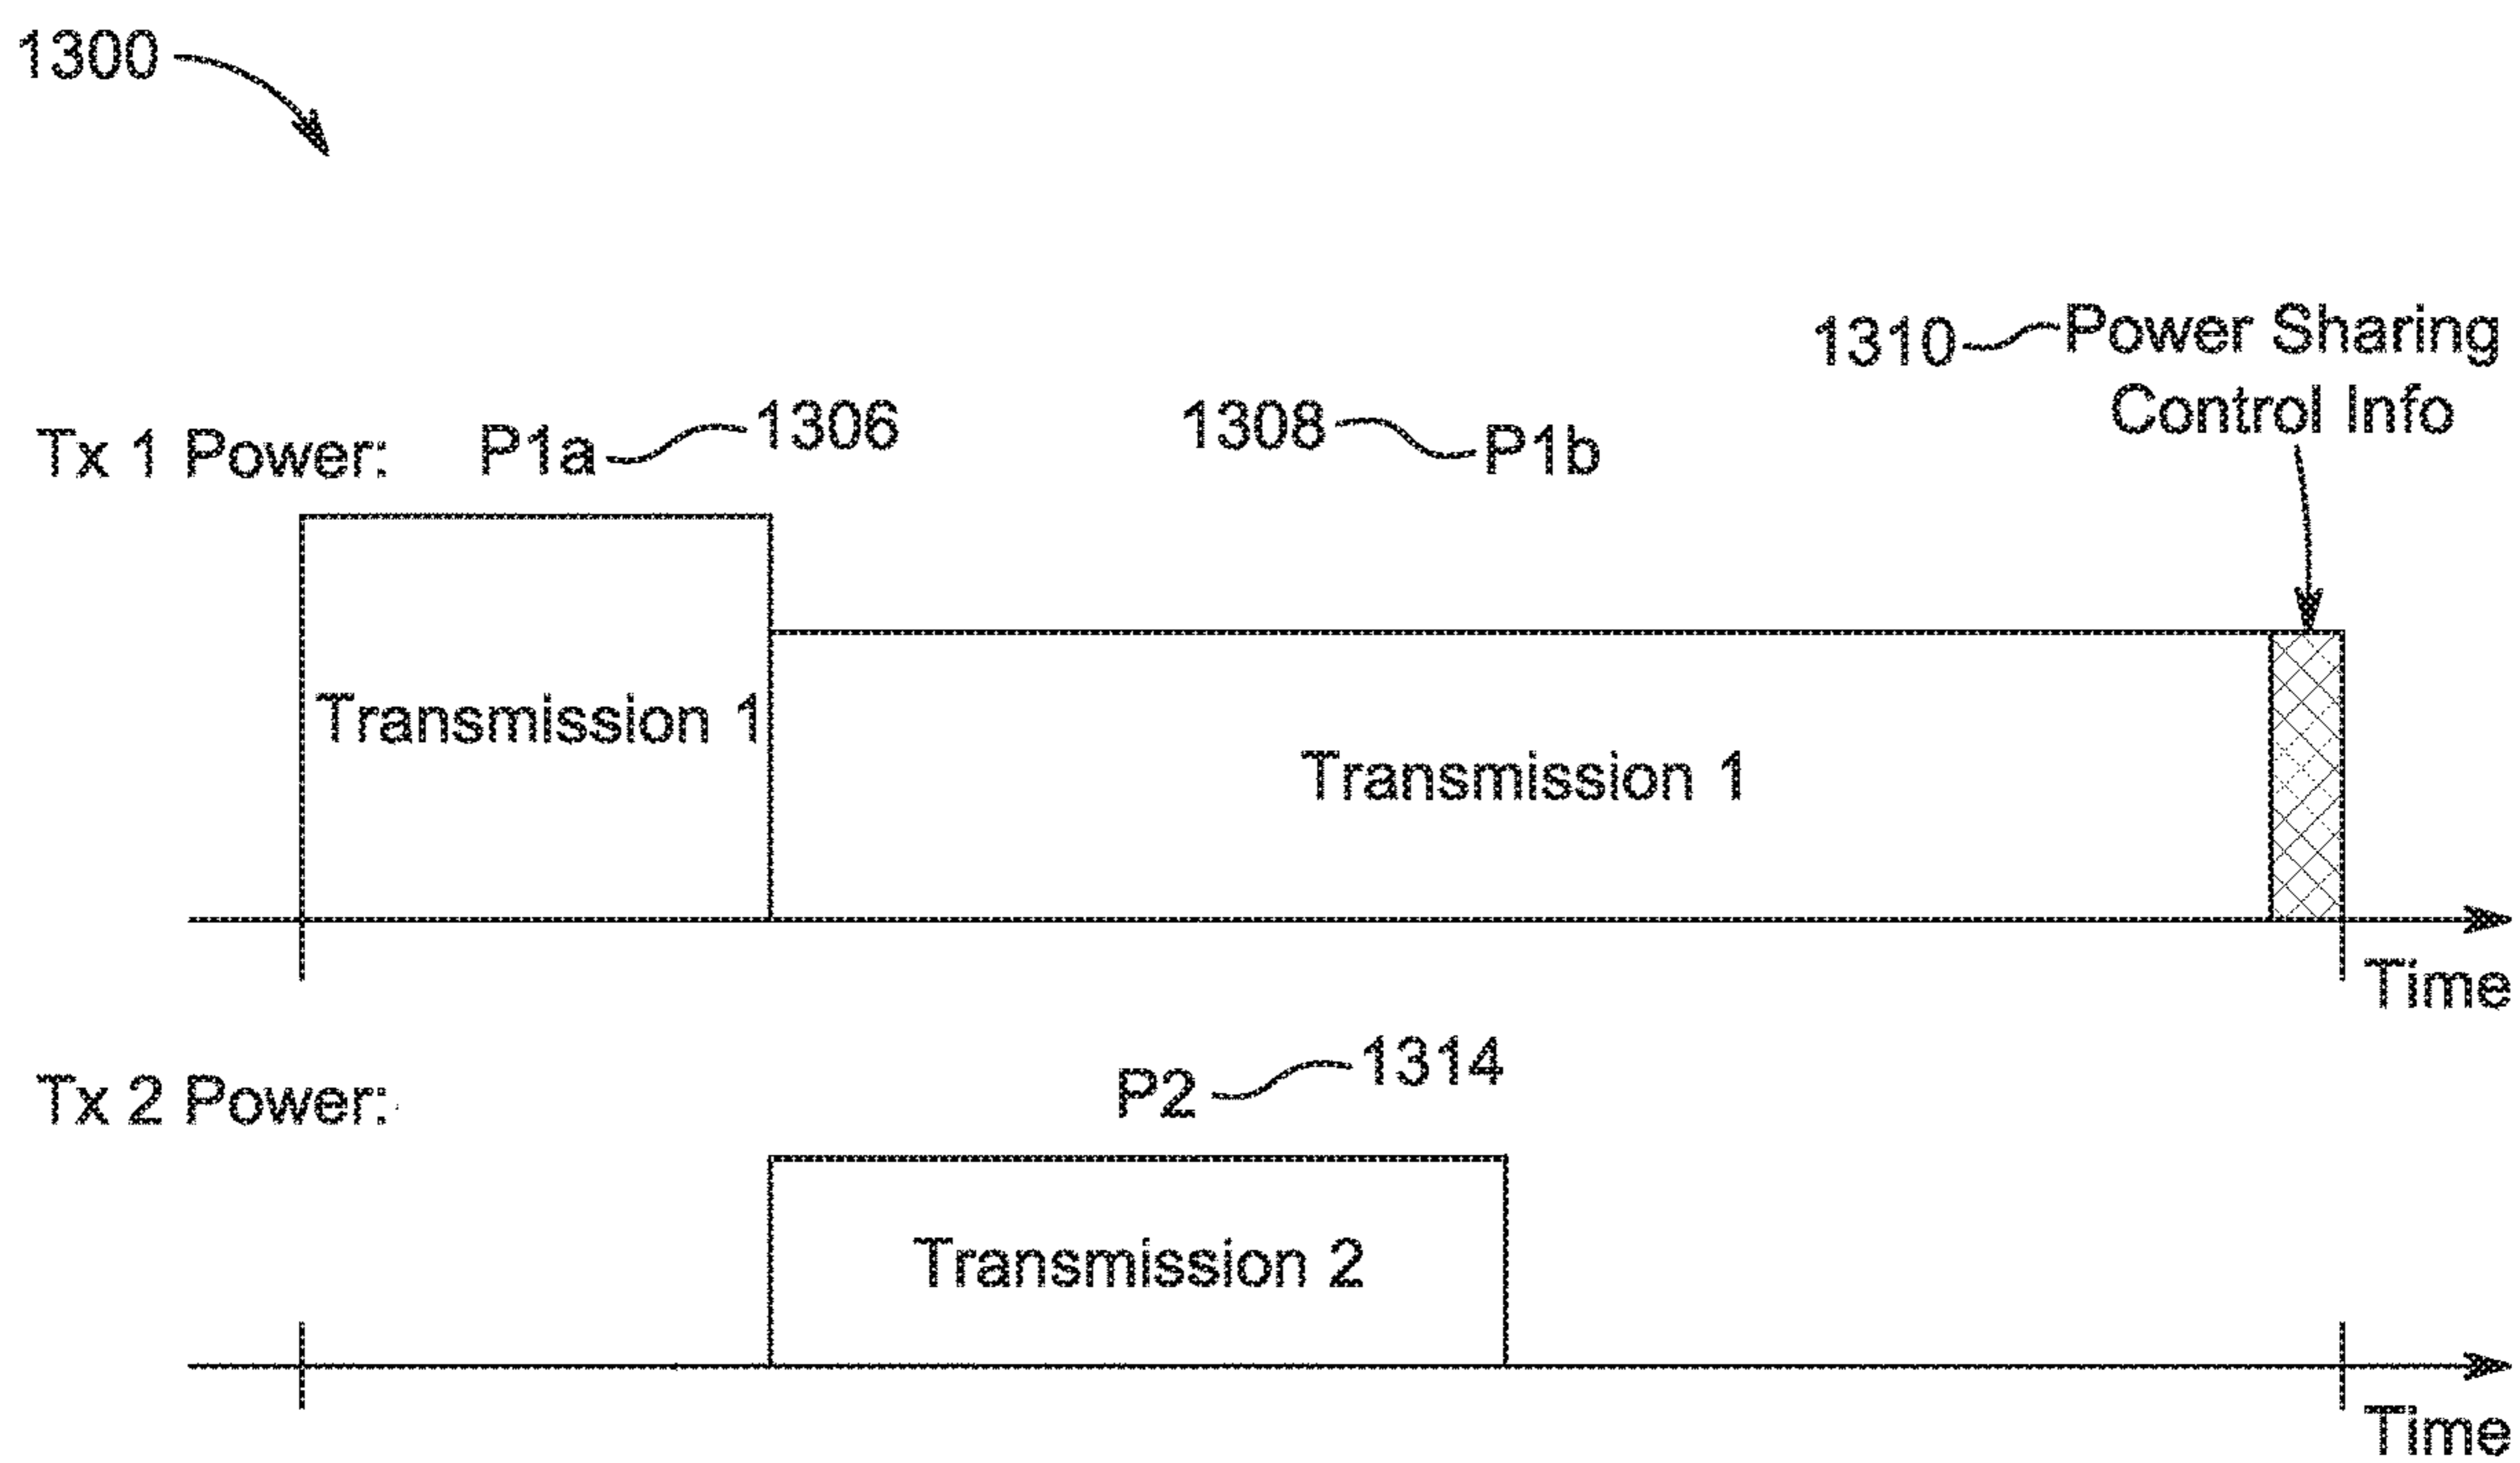 1300
1310 Power Sharing
Control Info
Tx 1 Power: P1a 1306 1308 P1b
Transmission 1
Transmission 1
Time
Tx 2 Power: P2 1314
Transmission 2
Time